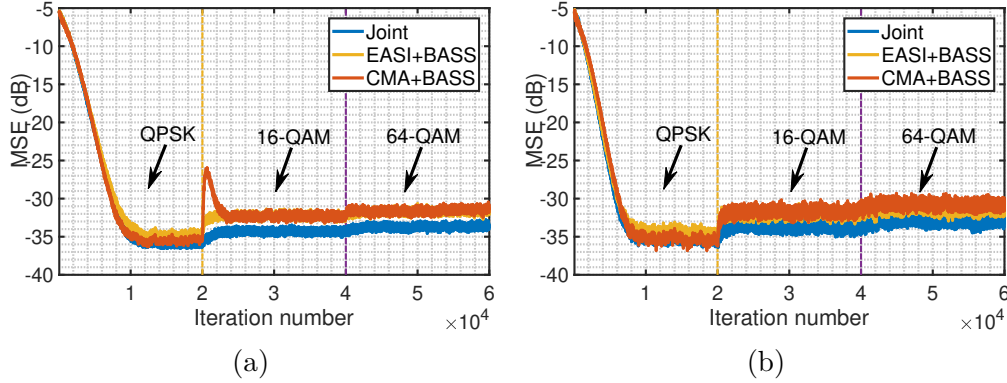 -5
-10
-15
-20
-25
-30
-35
-40
MSE (dB)
Joint
EASI+BASS
CMA+BASS
QPSK
16-QAM
64-QAM
1
2
3
4
5
6
Iteration number
×10^4
(a)
-5
-10
-15
-20
-25
-30
-35
-40
MSE (dB)
Joint
EASI+BASS
CMA+BASS
QPSK
16-QAM
64-QAM
1
2
3
4
5
6
Iteration number
×10^4
(b)